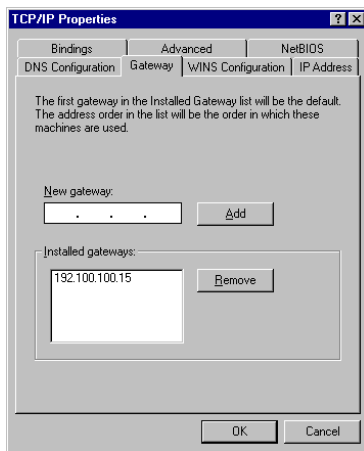 TCP/IP Properties
Bindings Advanced NetBIOS
DNS Configuration Gateway WINS Configuration IP Address
The first gateway in the Installed Gateway list will be the default.
The address order in the list will be the order in which these
machines are used.
New gateway:
. . .
Add
Installed gateways:
192.100.100.15
Remove
OK Cancel